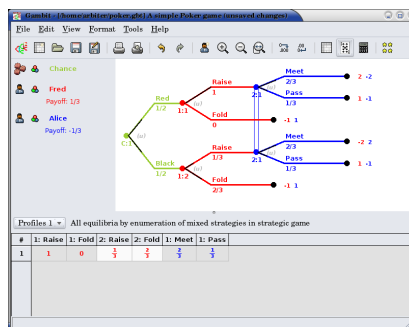 Gambit - [/home/arbiter/poker.gbt] A simple Poker game (unsaved changes)
File Edit View Format Tools Help
Chance
Fred
Payoff: 1/3
Alice
Payoff: -1/3
C:1
(u)
Red
1/2
Black
1/2
1:1
(u)
Raise
1
Fold
0
-1 1
2:1
(u)
Meet
2/3
2 -2
Pass
1/3
1 -1
1:2
(u)
Raise
1/3
Fold
2/3
-1 1
2:1
(u)
Meet
2/3
-2 2
Pass
1/3
1 -1
Profiles 1 All equilibria by enumeration of mixed strategies in strategic game
# 1: Raise 1: Fold 2: Raise 2: Fold 1: Meet 1: Pass
1 1 0 1/3 2/3 2/3 1/3